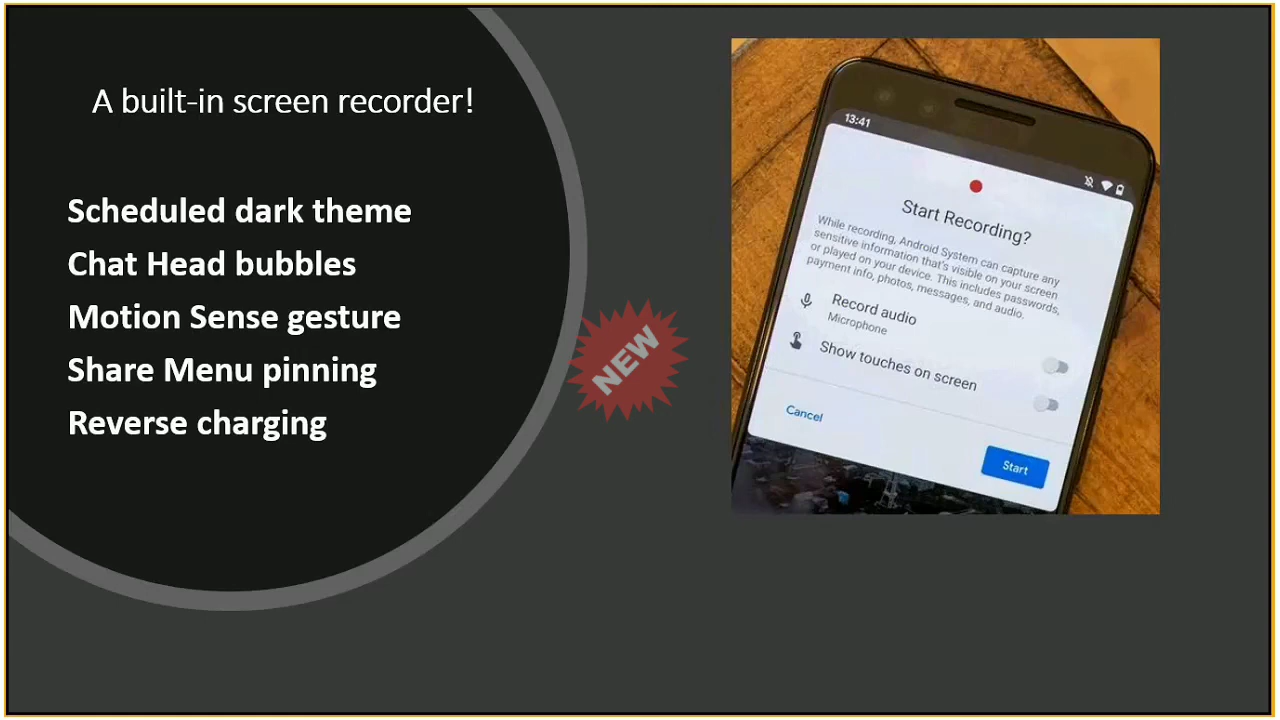 A built-in screen recorder!
Scheduled dark theme
Chat Head bubbles
Motion Sense gesture
Share Menu pinning
Reverse charging
NEW
13:41
Start Recording?
While recording, Android System can capture any
sensitive information that's visible on your screen
or played on your device. This includes passwords,
payment info, photos, messages, and audio.
Record audio
Microphone
Show touches on screen
Cancel
Start